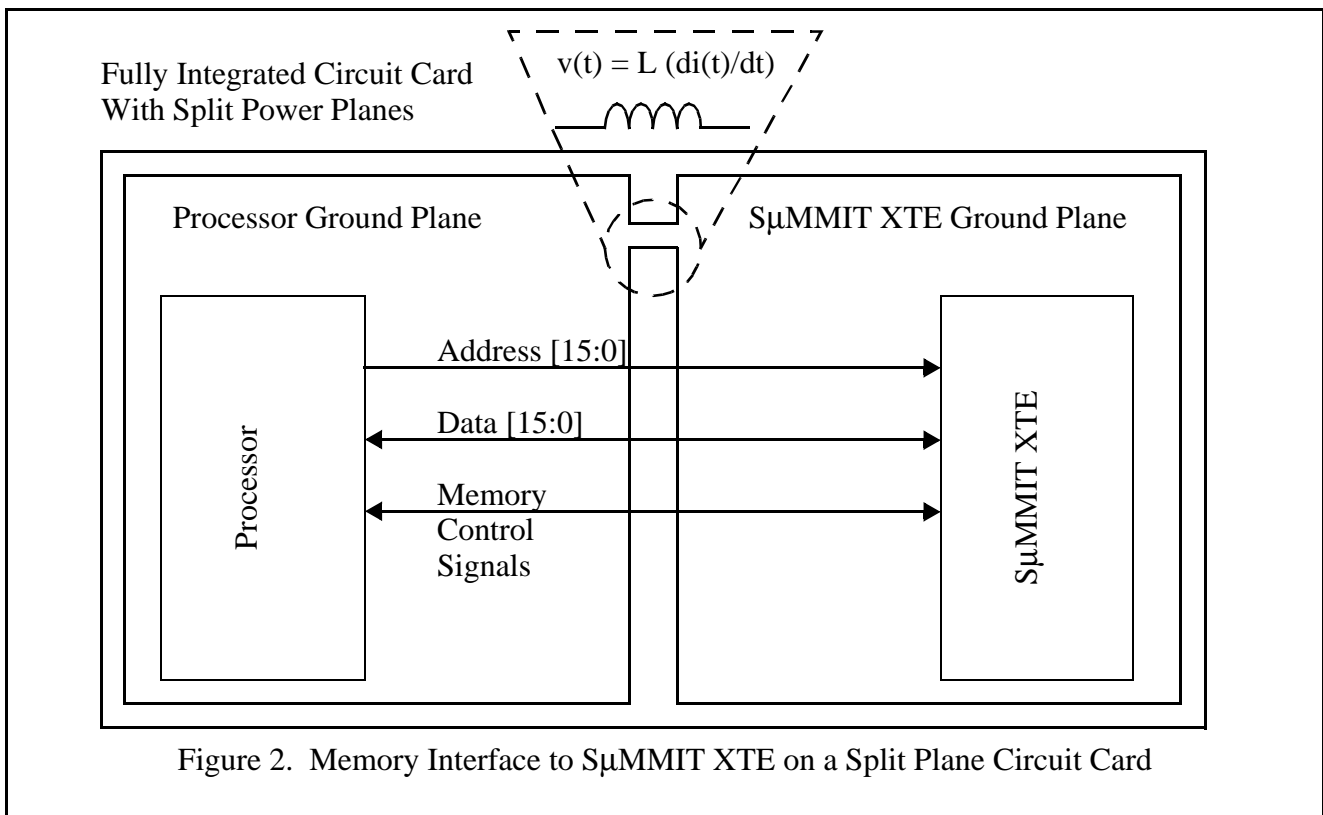 Fully Integrated Circuit Card
With Split Power Planes
v(t) = L (di(t)/dt)
Processor Ground Plane
SμMMIT XTE Ground Plane
Processor
Address [15:0]
Data [15:0]
Memory
Control
Signals
SμMMIT XTE
Figure 2. Memory Interface to SμMMIT XTE on a Split Plane Circuit Card